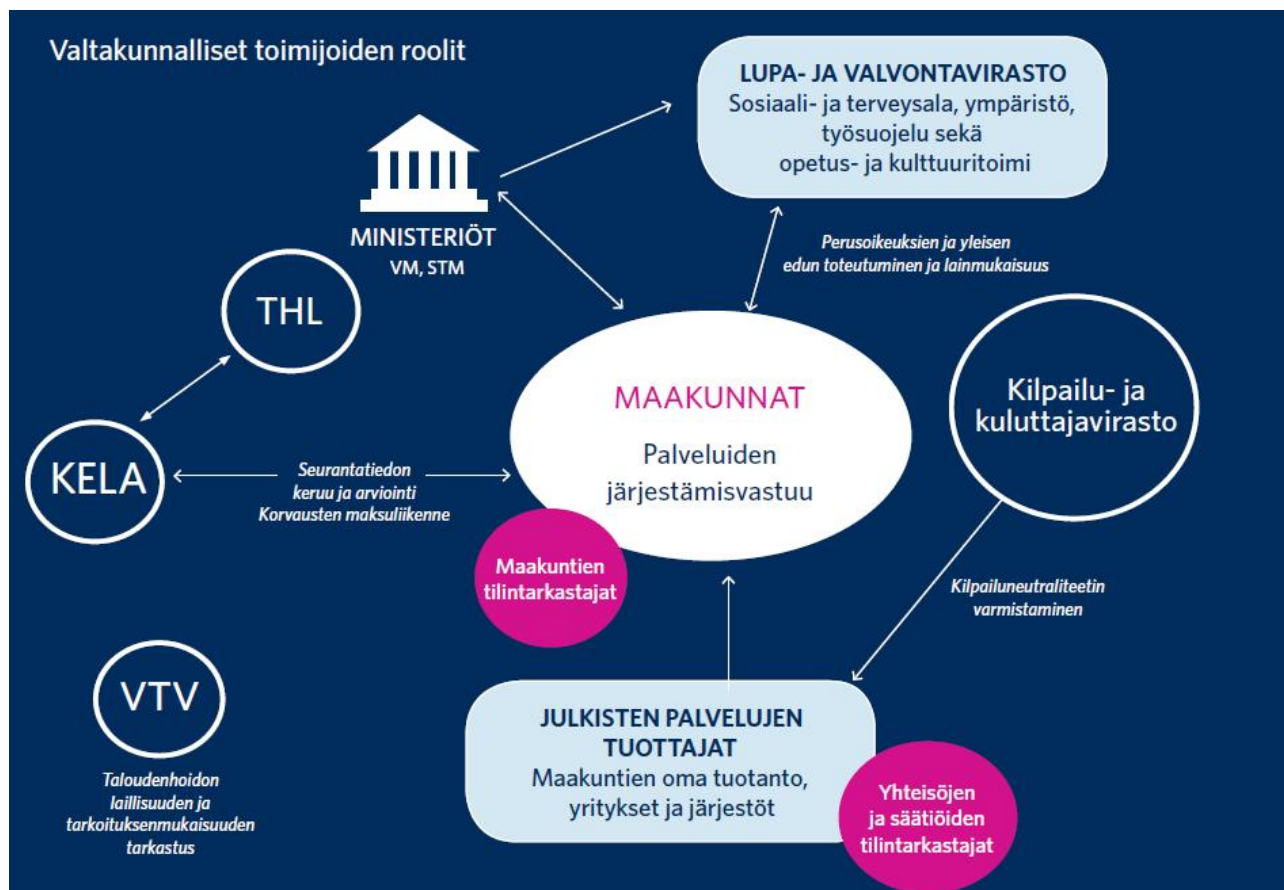 Valtakunnalliset toimijoiden roolit
LUPA- JA VALVONTAVIRASTO
Sosiaali- ja terveysala, ympäristö,
työsuojelu sekä
opetus- ja kulttuuritoimi
MINISTERIÖT
VM, STM
Perusoikeuksien ja yleisen
edun toteutuminen ja lainmukaisuus
THL
MAAKUNNAT
Palveluiden
järjestämisvastuu
Kilpailu- ja
kuluttajavirasto
KELA
Seurantatiedon
keruu ja arviointi
Korvausten maksuliikenne
Maakuntien
tilintarkastajat
Kilpailuneutraliteetin
varmistaminen
VTV
Taloudenhoidon
laillisuuden ja
tarkoituksenmukaisuuden
tarkastus
JULKISTEN PALVELUJEN
TUOTTAJAT
Maakuntien oma tuotanto,
yritykset ja järjestöt
Yhteisöjen
ja säätiöiden
tilintarkastajat